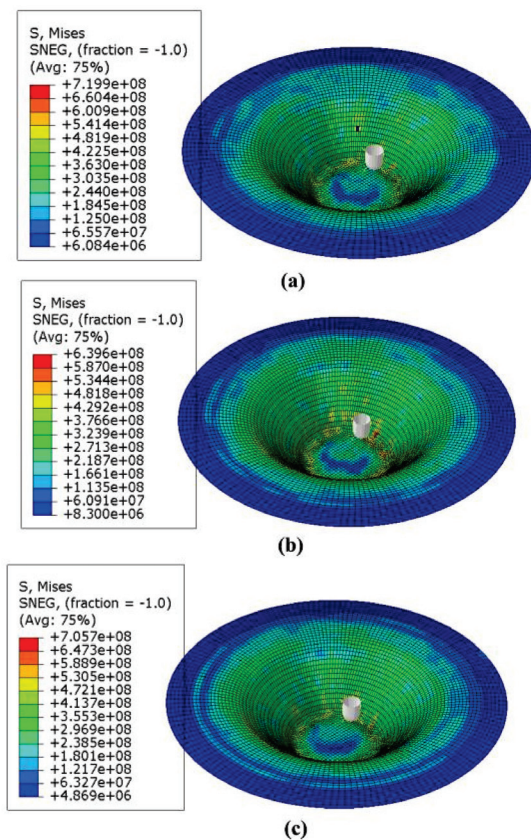 S, Mises
SNEG, (fraction = -1.0)
(Avg: 75%)
+7.199e+08
+6.604e+08
+6.009e+08
+5.414e+08
+4.819e+08
+4.225e+08
+3.630e+08
+3.035e+08
+2.440e+08
+1.845e+08
+1.250e+08
+6.557e+07
+6.084e+06
(a)
S, Mises
SNEG, (fraction = -1.0)
(Avg: 75%)
+6.396e+08
+5.870e+08
+5.344e+08
+4.818e+08
+4.292e+08
+3.766e+08
+3.239e+08
+2.713e+08
+2.187e+08
+1.661e+08
+1.135e+08
+6.091e+07
+8.300e+06
(b)
S, Mises
SNEG, (fraction = -1.0)
(Avg: 75%)
+7.057e+08
+6.473e+08
+5.889e+08
+5.305e+08
+4.721e+08
+4.137e+08
+3.553e+08
+2.969e+08
+2.385e+08
+1.801e+08
+1.217e+08
+6.327e+07
+4.869e+06
(c)